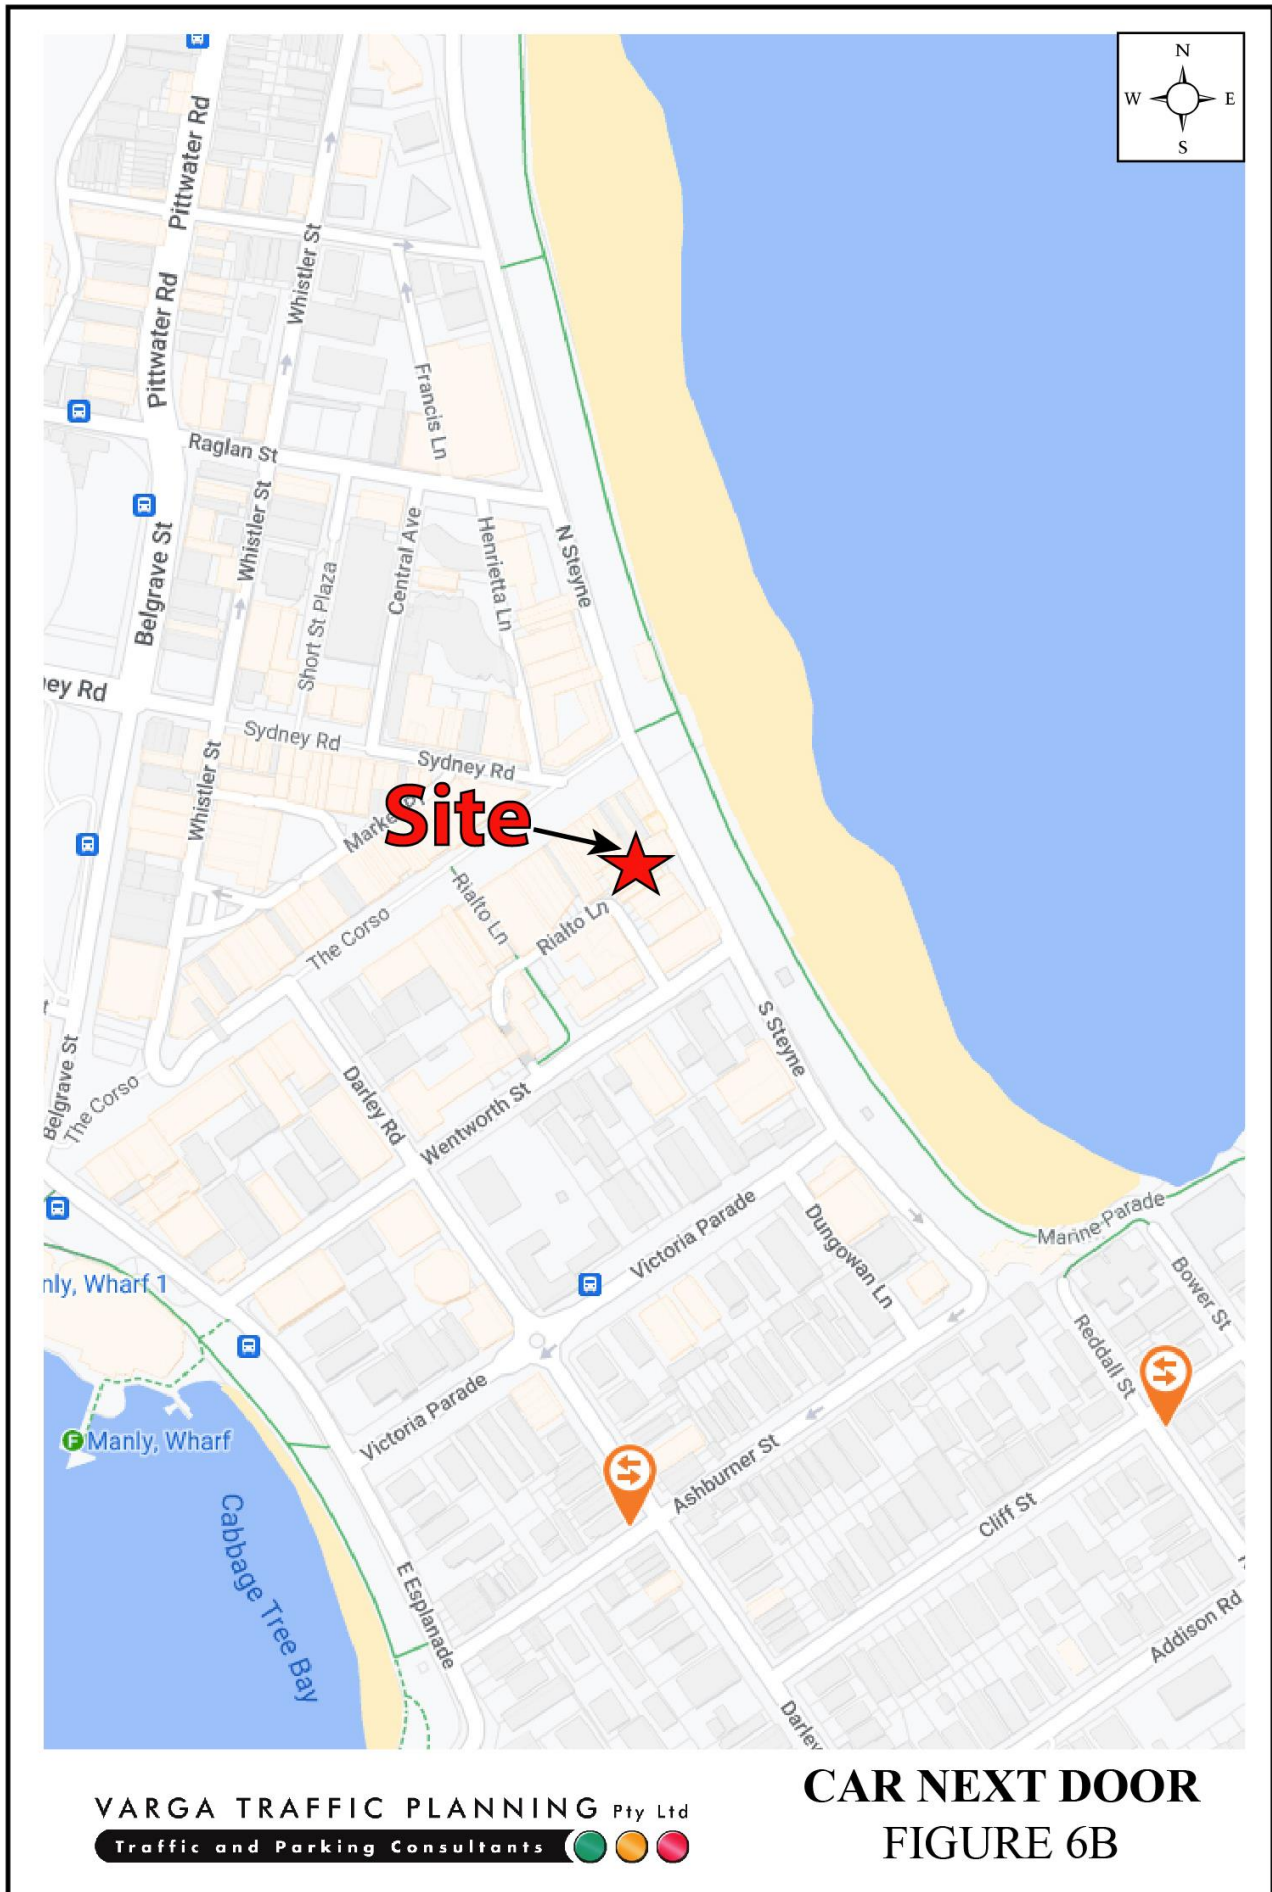 N
W E
S
Pittwater Rd
Whistler St
Pittwater Rd
Francis Ln
Raglan St
Whistler St
Belgrave St
Central Ave
Henrietta Ln
N Steyne
Short St Plaza
ey Rd
Sydney Rd
Sydney Rd
Whistler St
Market Pl
Site
Rialto Ln
Rialto Ln
The Corso
S Steyne
Belgrave St
The Corso
Darley Rd
Wentworth St
Victoria Parade
Dungowan Ln
Marine Parade
Bower St
Reddall St
nly, Wharf 1
Victoria Parade
F Manly, Wharf
Ashburner St
Cliff St
Cabbage Tree Bay
E Esplanade
Addison Rd
Darley
VARGA TRAFFIC PLANNING Pty Ltd
Traffic and Parking Consultants
CAR NEXT DOOR
FIGURE 6B